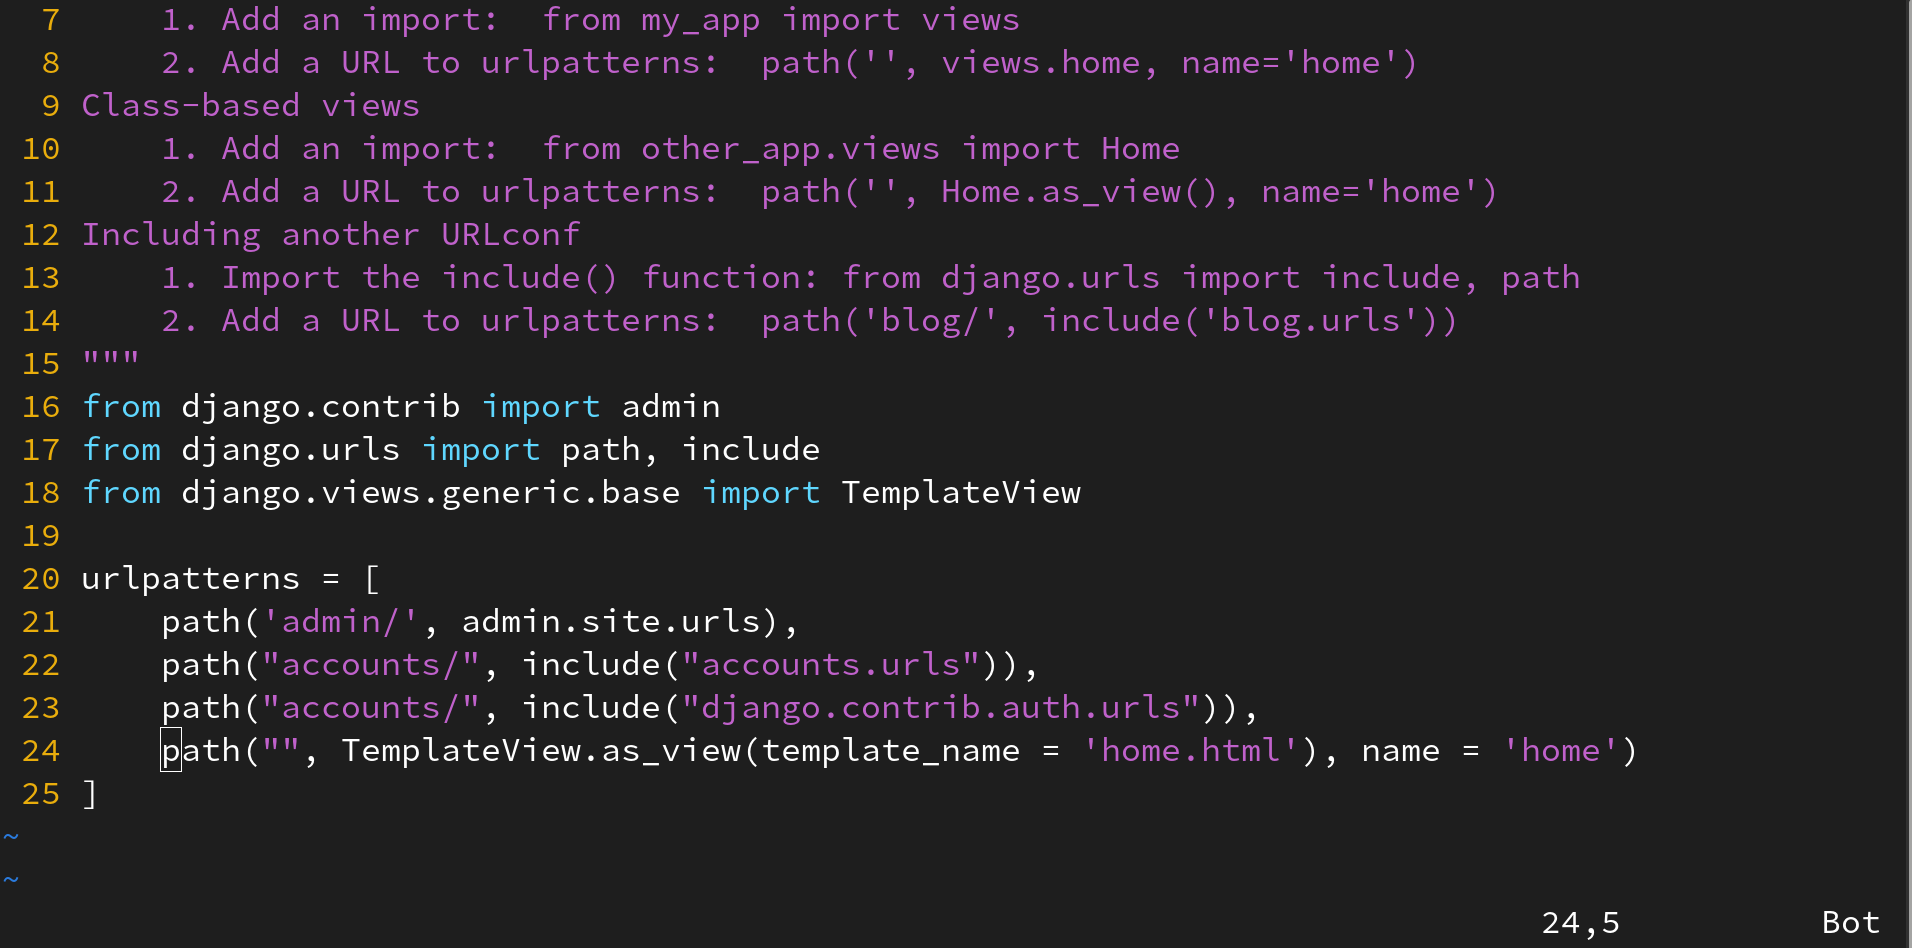 7     1. Add an import:  from my_app import views
8     2. Add a URL to urlpatterns:  path('', views.home, name='home')
9 Class-based views
10     1. Add an import:  from other_app.views import Home
11     2. Add a URL to urlpatterns:  path('', Home.as_view(), name='home')
12 Including another URLconf
13     1. Import the include() function: from django.urls import include, path
14     2. Add a URL to urlpatterns:  path('blog/', include('blog.urls'))
15 """
16 from django.contrib import admin
17 from django.urls import path, include
18 from django.views.generic.base import TemplateView
19
20 urlpatterns = [
21     path('admin/', admin.site.urls),
22     path("accounts/", include("accounts.urls")),
23     path("accounts/", include("django.contrib.auth.urls")),
24     path("", TemplateView.as_view(template_name = 'home.html'), name = 'home')
25 ]
~
~
24,5 Bot